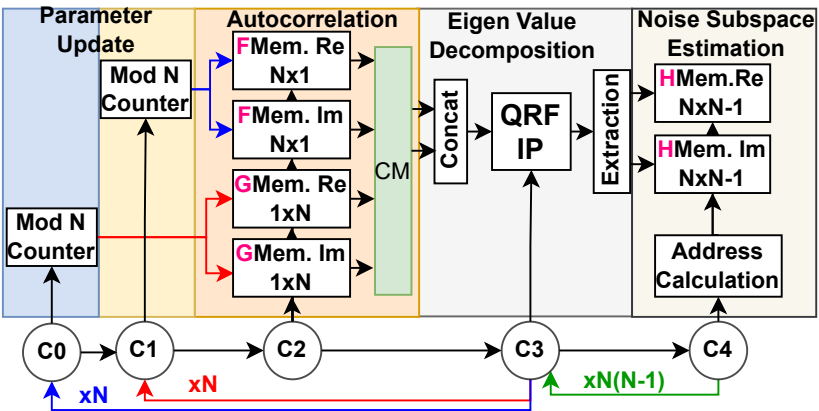 Parameter
Update
Autocorrelation
Eigen Value
Decomposition
Noise Subspace
Estimation
Mod N
Counter
Mod N
Counter
FMem. Re
Nx1
FMem. Im
Nx1
GMem. Re
1xN
GMem. Im
1xN
CM
Concat
QRF
IP
Extraction
HMem.Re
NxN-1
HMem. Im
NxN-1
Address
Calculation
C0
C1
C2
C3
C4
xN
xN
xN(N-1)